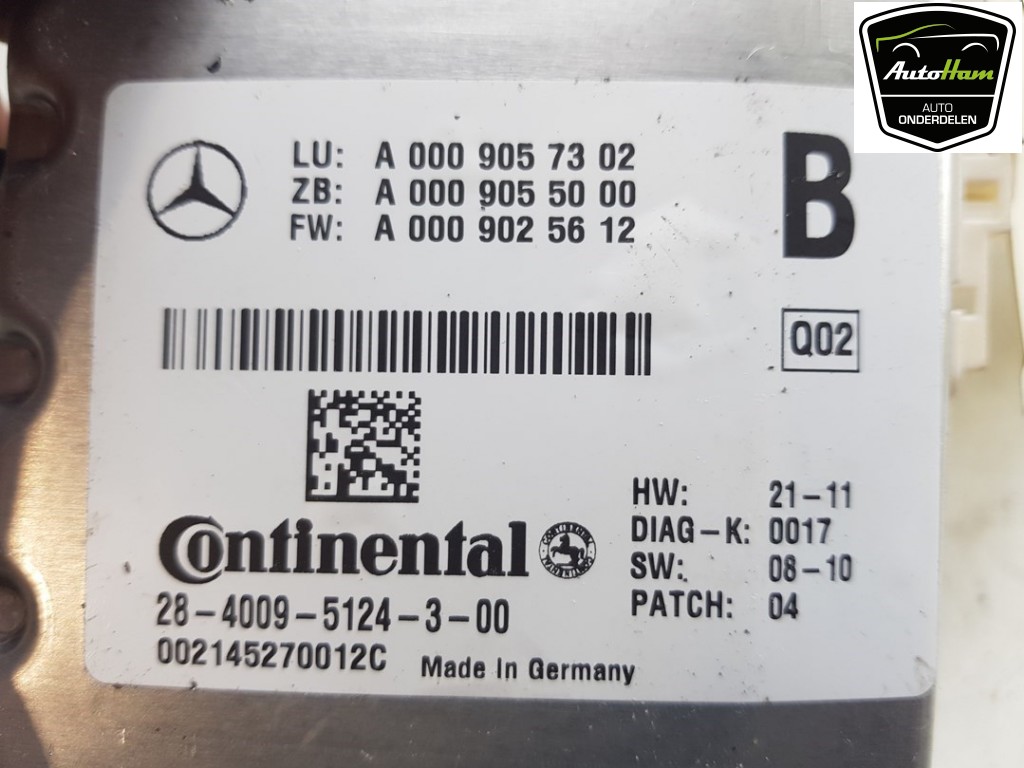 AutoHam
AUTO
ONDERDELEN
LU: A 000 905 73 02
ZB: A 000 905 50 00
FW: A 000 902 56 12
B
Q02
HW: 21-11
DIAG-K: 0017
SW: 08-10
PATCH: 04
Continental
CONTINENTAL CONTINENTAL
28-4009-5124-3-00
002145270012C Made In Germany